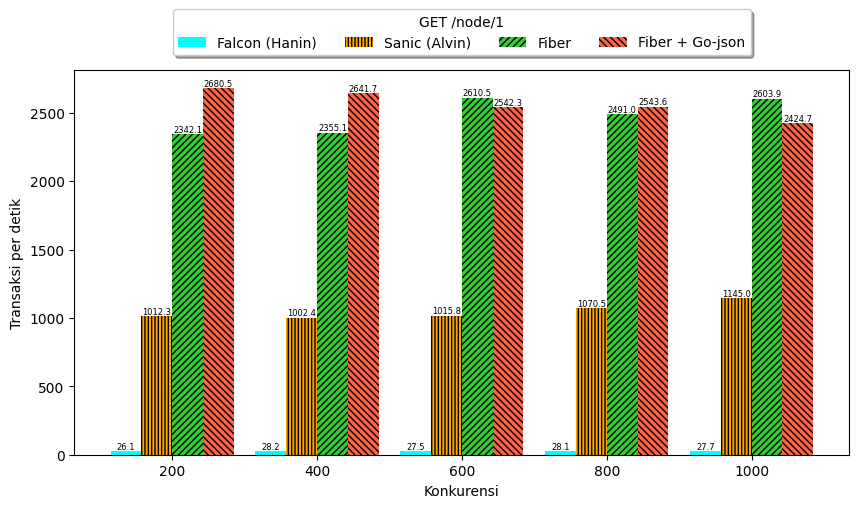 GET /node/1
Falcon (Hanin) Sanic (Alvin) Fiber Fiber + Go-json
Transaksi per detik
2500
2000
1500
1000
500
0
26.1 1012.3 2342.1 2680.5
28.2 1002.4 2355.1 2641.7
27.5 1015.8 2610.5 2542.3
28.1 1070.5 2491.0 2543.6
27.7 1145.0 2603.9 2424.7
200 400 600 800 1000
Konkurensi